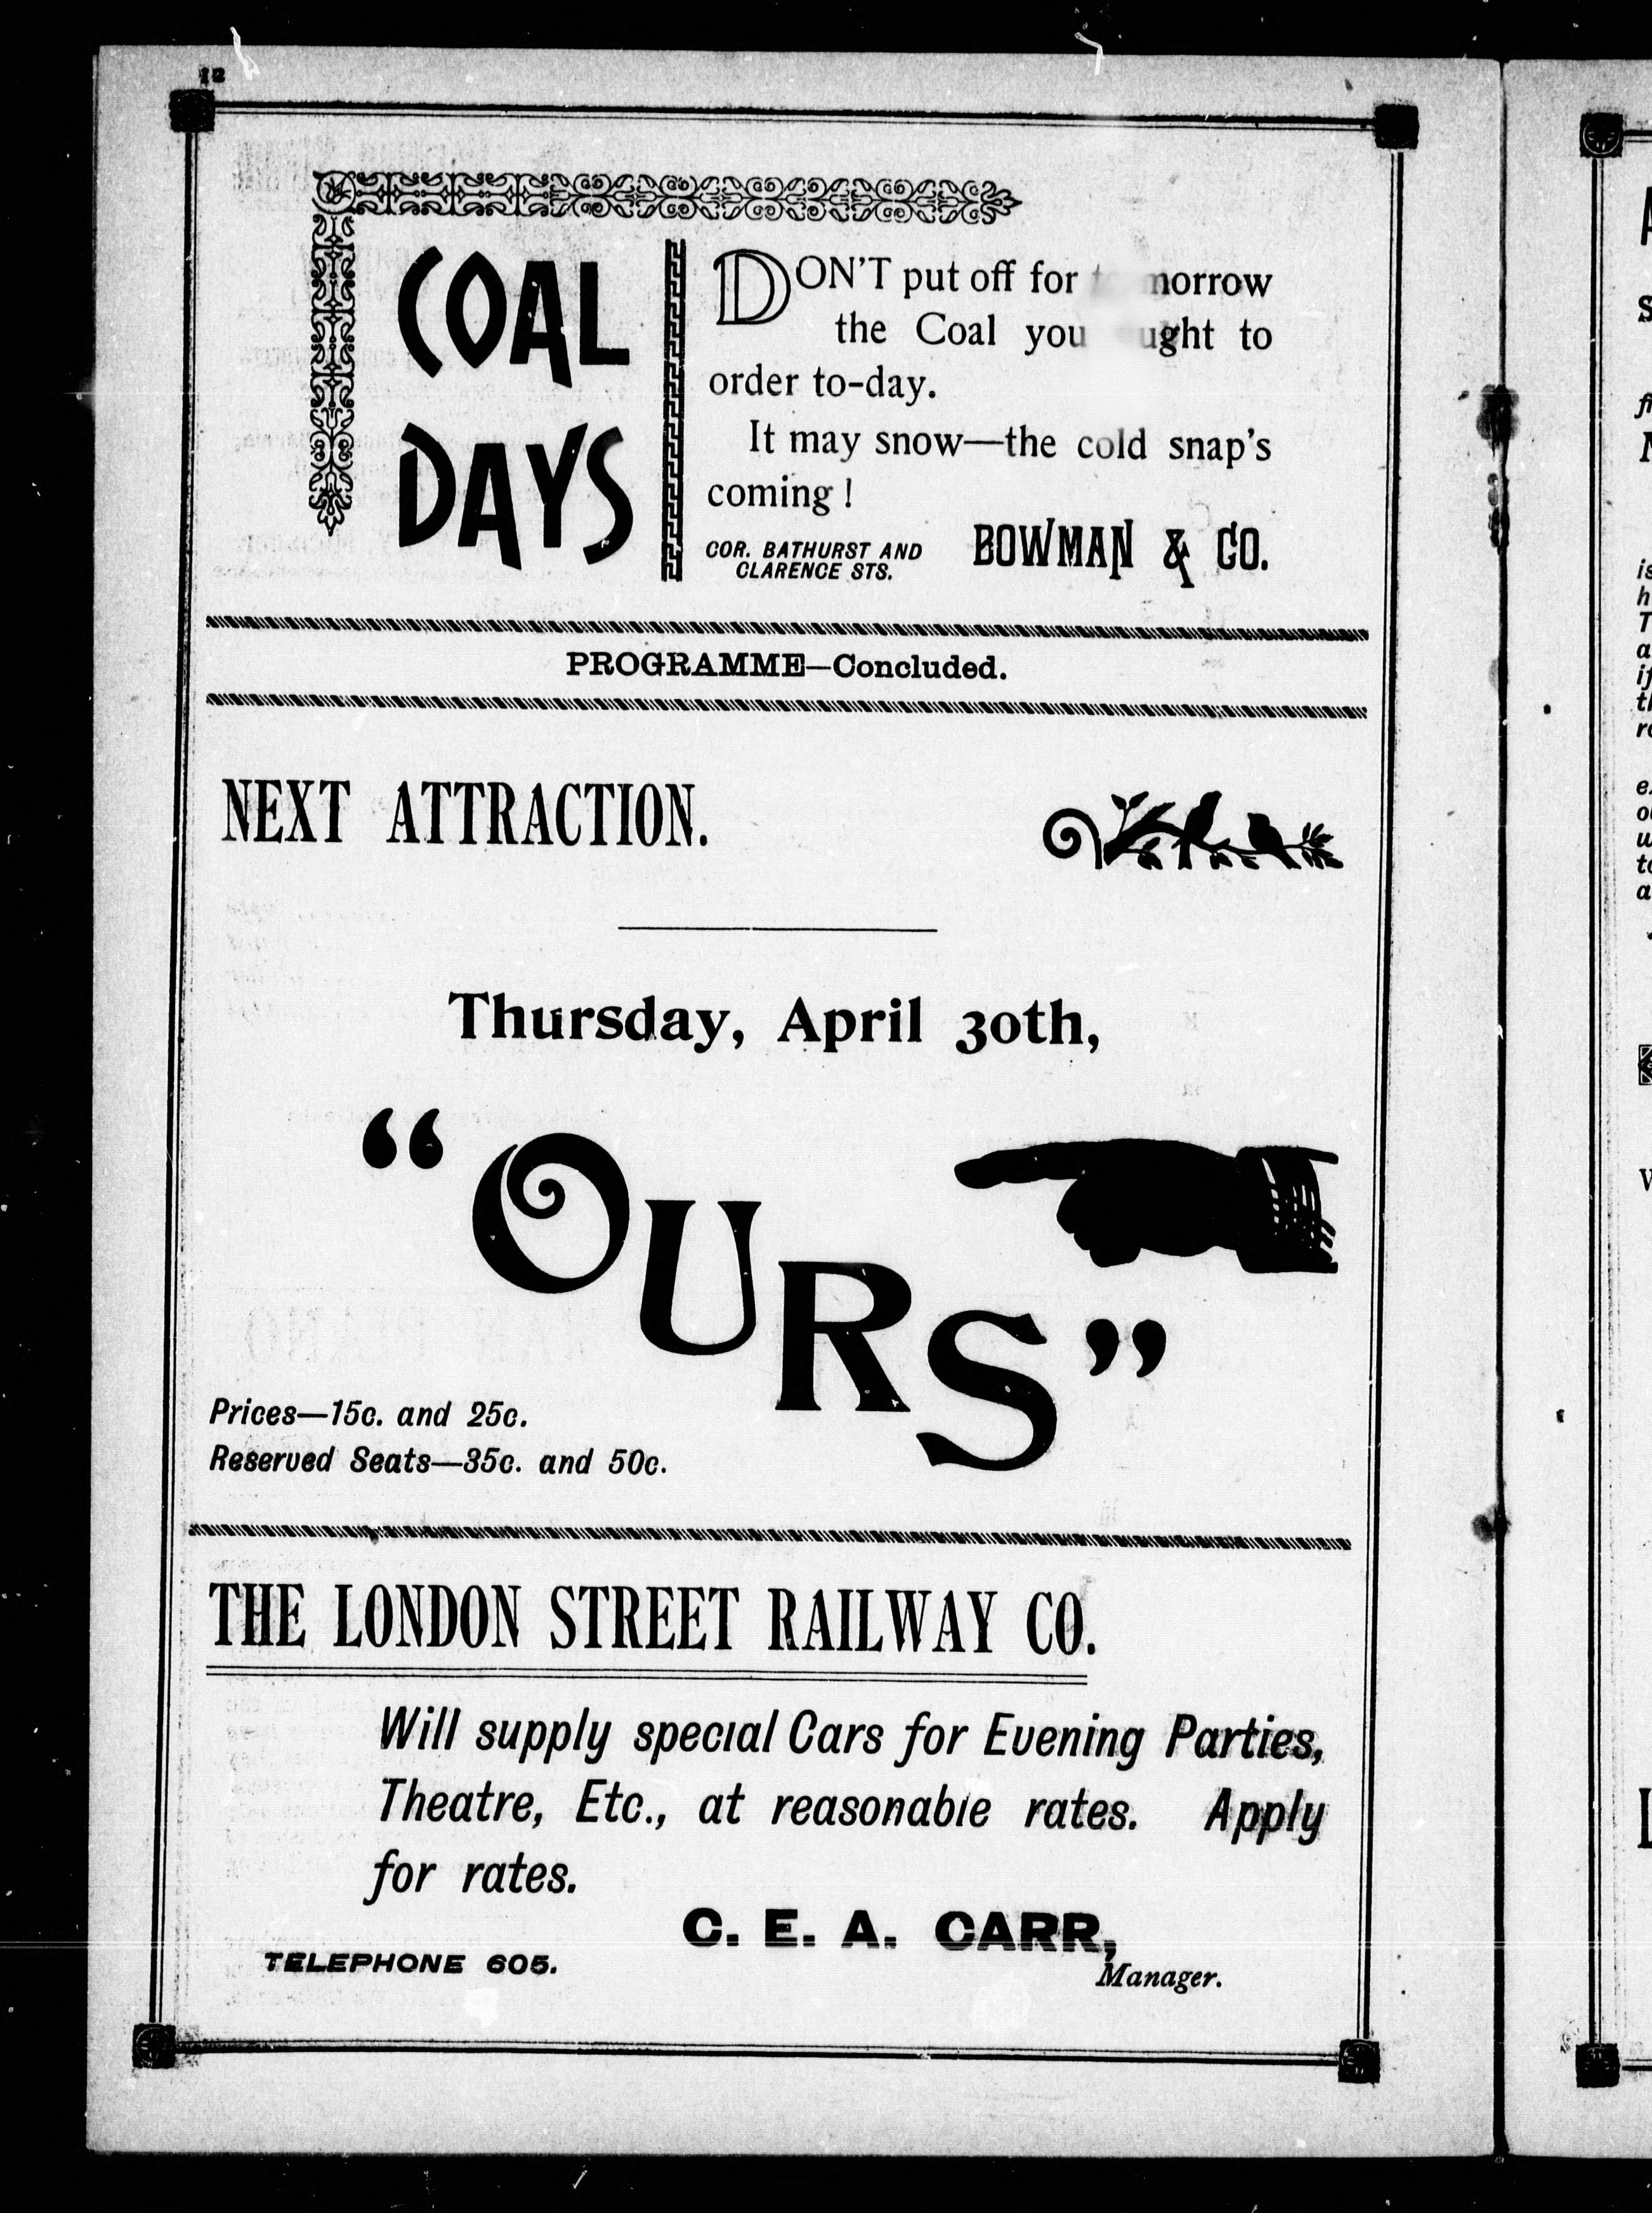 12
COAL
DAYS
DON'T put off for morrow
the Coal you ught to
order to-day.
It may snow—the cold snap's
coming !
COR. BATHURST AND
CLARENCE STS.
BOWMAN & CO.
PROGRAMME—Concluded.
NEXT ATTRACTION.
Thursday, April 30th,
“OURS”
Prices—15c. and 25c.
Reserved Seats—35c. and 50c.
THE LONDON STREET RAILWAY CO.
Will supply special Cars for Evening Parties,
Theatre, Etc., at reasonable rates. Apply
for rates.
C. E. A. CARR,
Manager.
TELEPHONE 605.